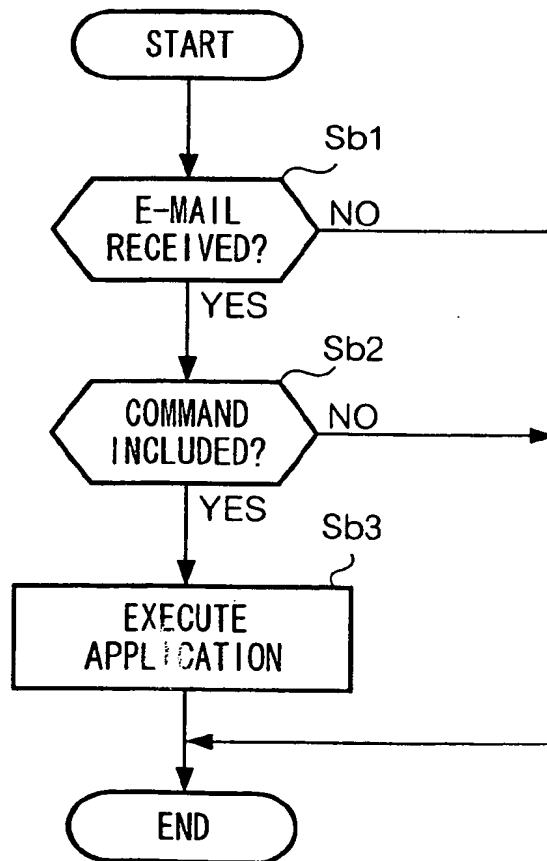 START
Sb1
E-MAIL
RECEIVED?
NO
YES
Sb2
COMMAND
INCLUDED?
NO
YES
Sb3
EXECUTE
APPLICATION
END